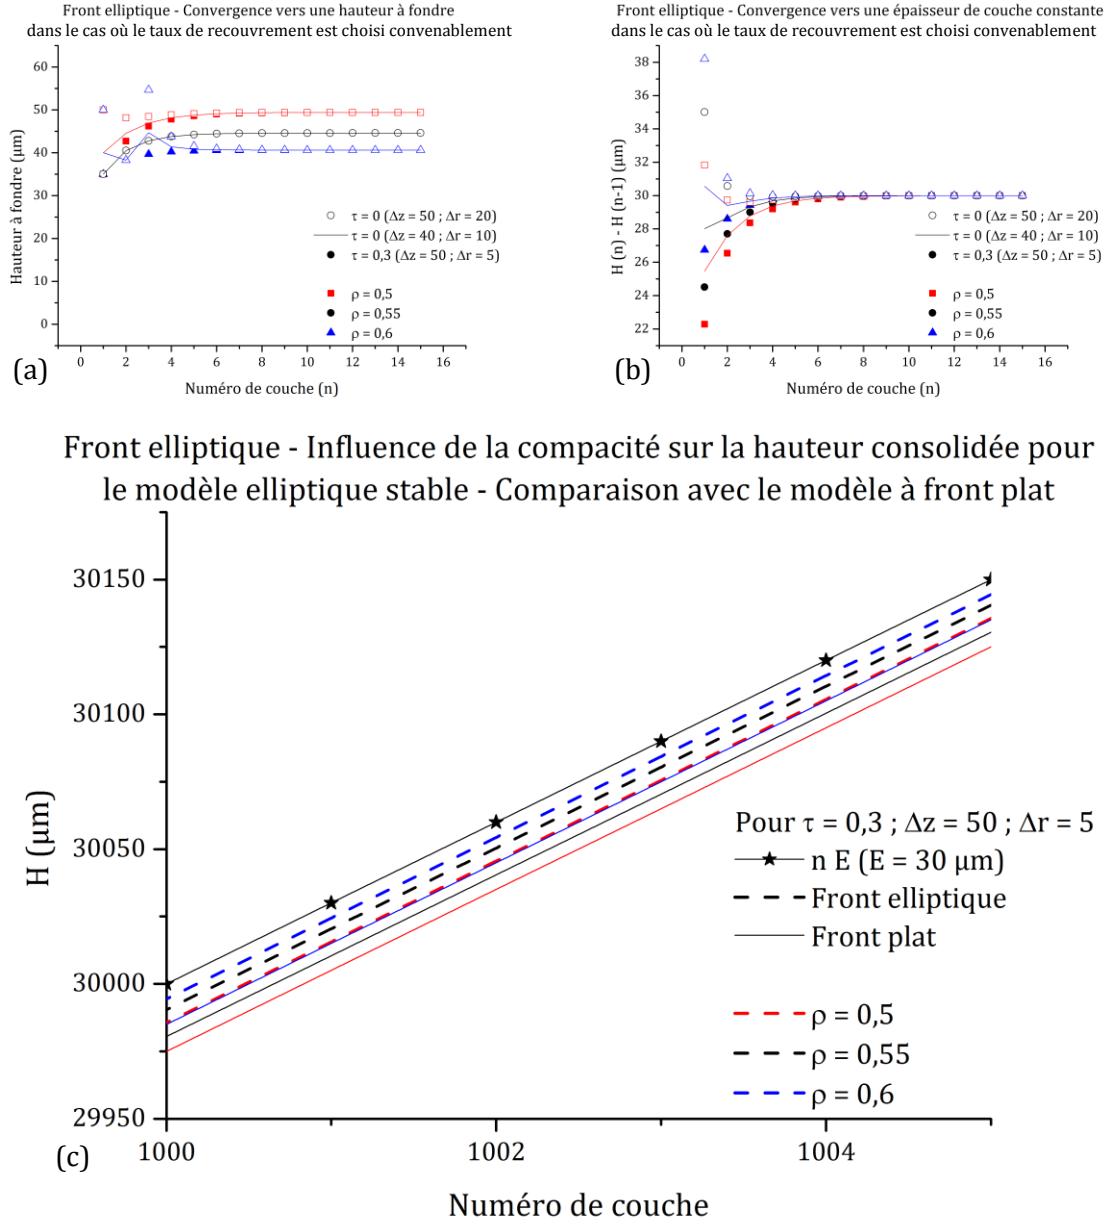 Front elliptique - Convergence vers une hauteur à fondre
dans le cas où le taux de recouvrement est choisi convenablement
60
50
40
30
20
10
0
Hauteur à fondre (µm)
τ = 0 (Δz = 50 ; Δr = 20)
τ = 0 (Δz = 40 ; Δr = 10)
τ = 0,3 (Δz = 50 ; Δr = 5)
ρ = 0,5
ρ = 0,55
ρ = 0,6
0 2 4 6 8 10 12 14 16
Numéro de couche (n)
(a)
Front elliptique - Convergence vers une épaisseur de couche constante
dans le cas où le taux de recouvrement est choisi convenablement
38
36
34
32
30
28
26
24
22
H (n) - H (n-1) (µm)
τ = 0 (Δz = 50 ; Δr = 20)
τ = 0 (Δz = 40 ; Δr = 10)
τ = 0,3 (Δz = 50 ; Δr = 5)
ρ = 0,5
ρ = 0,55
ρ = 0,6
0 2 4 6 8 10 12 14 16
Numéro de couche (n)
(b)
Front elliptique - Influence de la compacité sur la hauteur consolidée pour
le modèle elliptique stable - Comparaison avec le modèle à front plat
30150
30100
30050
30000
29950
H (µm)
Pour τ = 0,3 ; Δz = 50 ; Δr = 5
n E (E = 30 µm)
Front elliptique
Front plat
ρ = 0,5
ρ = 0,55
ρ = 0,6
1000 1002 1004
(c)
Numéro de couche